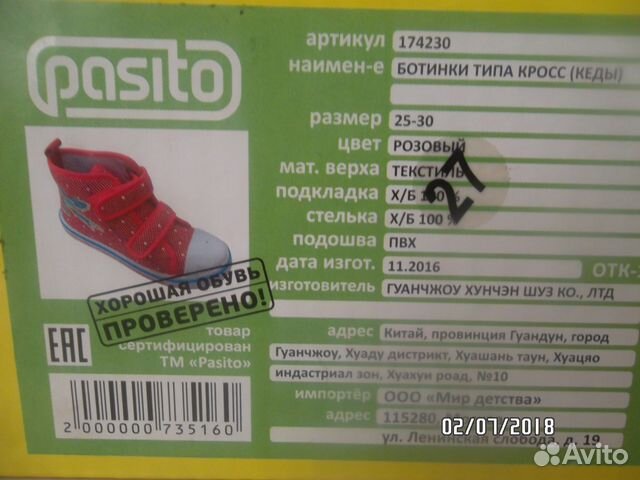 pasito
артикул 174230
наимен-е БОТИНКИ ТИПА КРОСС (КЕДЫ)
размер 25-30
цвет РОЗОВЫЙ
мат. верха ТЕКСТИЛЬ
подкладка Х/Б 100 %
стелька Х/Б 100 %
27
подошва ПВХ
дата изгот. 11.2016 ОТК-
изготовитель ГУАНЧЖОУ ХУНЧЭН ШУЗ КО., ЛТД
ХОРОШАЯ ОБУВЬ
ПРОВЕРЕНО!
EAC
товар
сертифицирован
ТМ «Pasito»
2 000000 735160
адрес Китай, провинция Гуандун, город
Гуанчжоу, Хуаду дистрикт, Хуашань таун, Хуацяо
индастриал зон, Хуахуи роад, №10
импортёр ООО «Мир детства»
адрес 115280
ул. Ленинская слобода, д. 19
02/07/2018
Avito